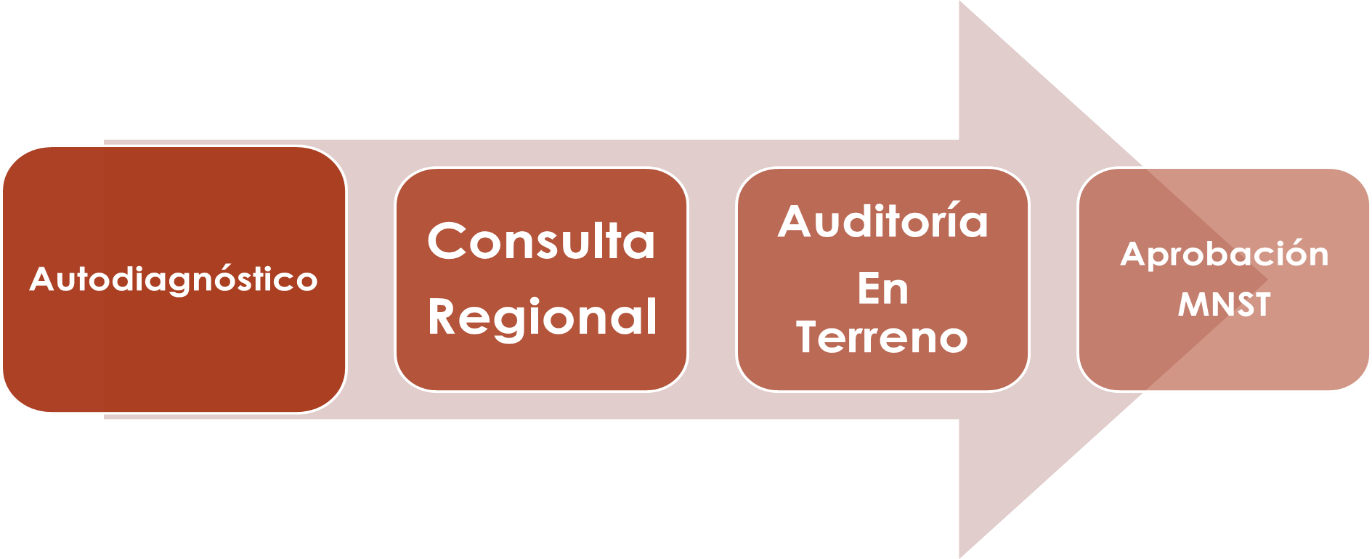 Autodiagnóstico
Consulta
Regional
Auditoría
En
Terreno
Aprobación
MNST